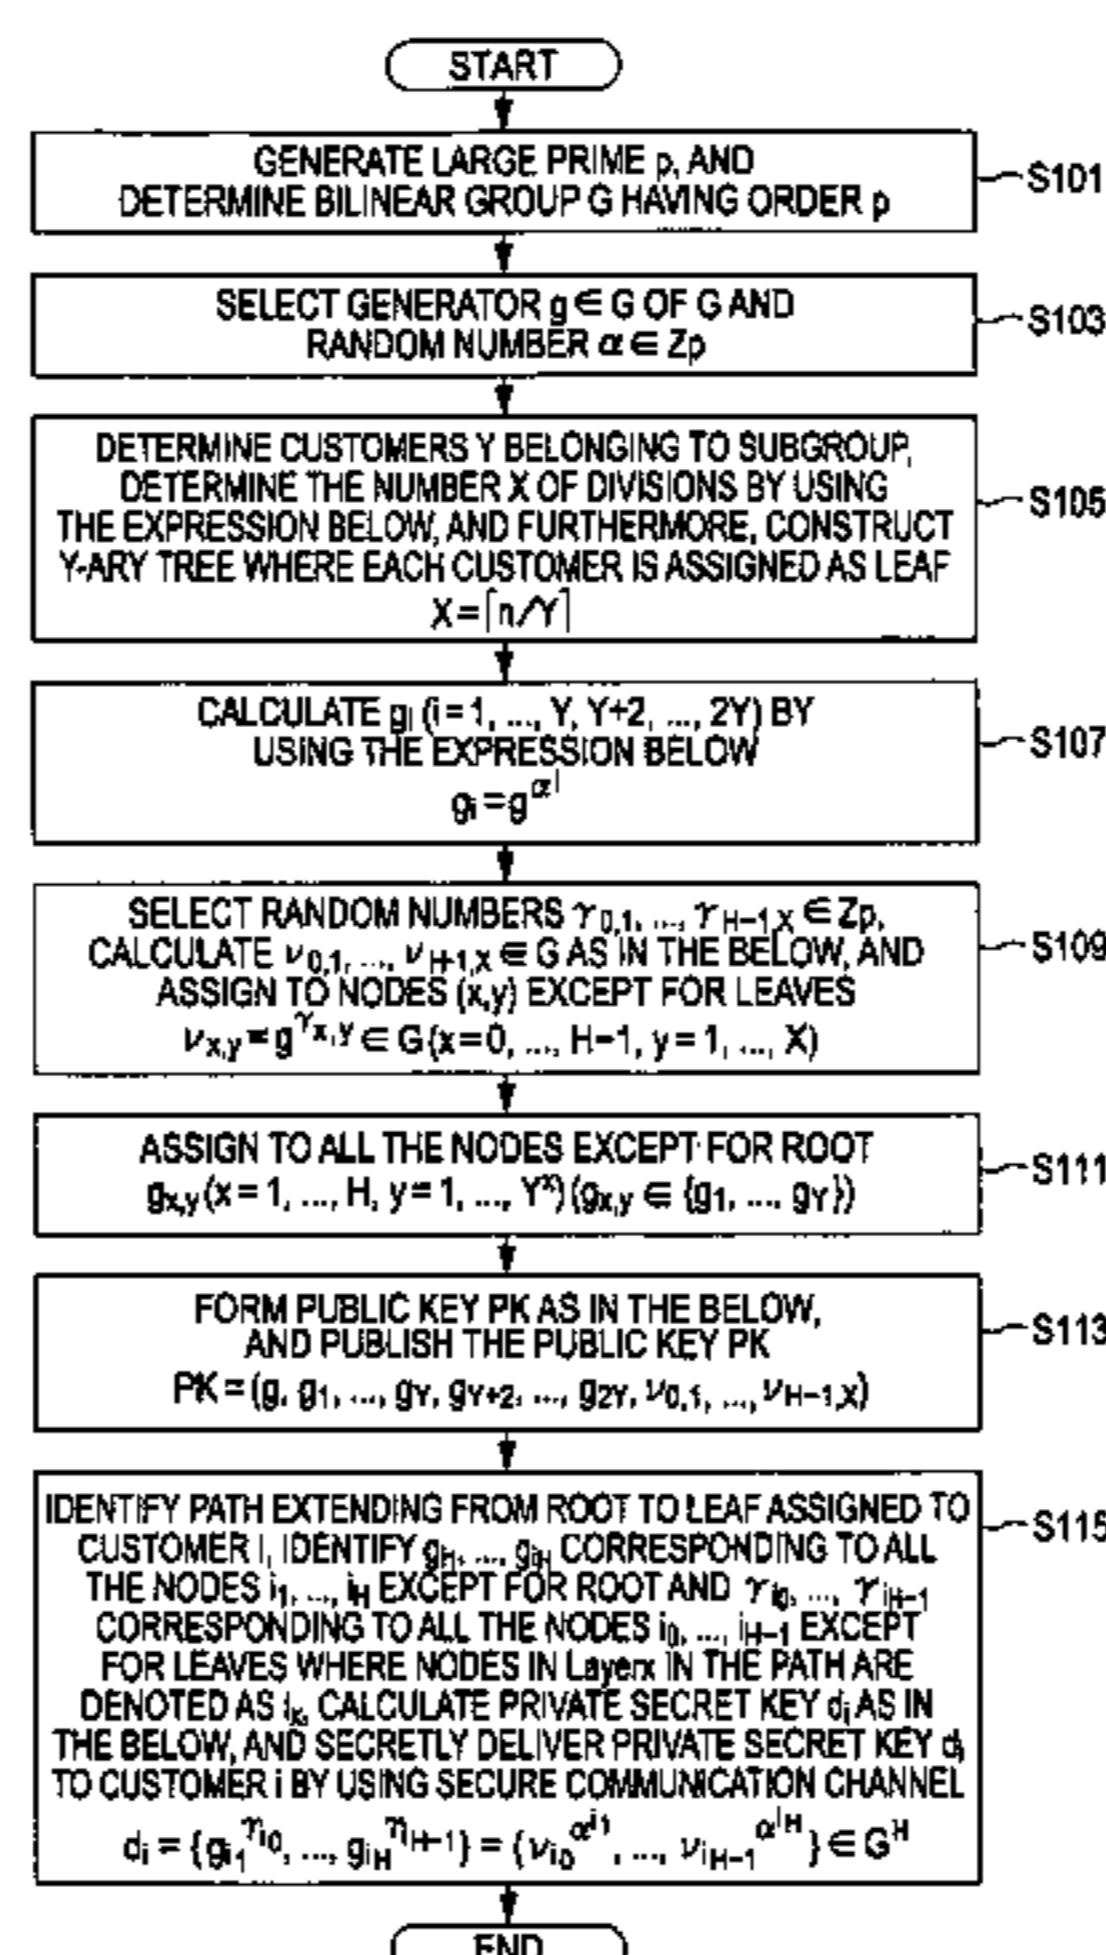 START
GENERATE LARGE PRIME p, AND
DETERMINE BILINEAR GROUP G HAVING ORDER p
S101
SELECT GENERATOR g ∈ G OF G AND
RANDOM NUMBER α ∈ Zp
S103
DETERMINE CUSTOMERS Y BELONGING TO SUBGROUP,
DETERMINE THE NUMBER X OF DIVISIONS BY USING
THE EXPRESSION BELOW, AND FURTHERMORE, CONSTRUCT
Y-ARY TREE WHERE EACH CUSTOMER IS ASSIGNED AS LEAF
X=⌈n/Y⌉
S105
CALCULATE gi (i=1, ..., Y, Y+2, ..., 2Y) BY
USING THE EXPRESSION BELOW
gi=g^α^i
S107
SELECT RANDOM NUMBERS γ0,1, ..., γH-1,X ∈ Zp,
CALCULATE ν0,1, ..., νH-1,X ∈ G AS IN THE BELOW, AND
ASSIGN TO NODES (x,y) EXCEPT FOR LEAVES
νx,y=g^γx,y ∈ G (x=0, ..., H-1, y=1, ..., X)
S109
ASSIGN TO ALL THE NODES EXCEPT FOR ROOT
gx,y (x=1, ..., H, y=1, ..., Y^x) (gx,y ∈ {g1, ..., gY})
S111
FORM PUBLIC KEY PK AS IN THE BELOW,
AND PUBLISH THE PUBLIC KEY PK
PK=(g, g1, ..., gY, gY+2, ..., g2Y, ν0,1, ..., νH-1,X)
S113
IDENTIFY PATH EXTENDING FROM ROOT TO LEAF ASSIGNED TO
CUSTOMER i, IDENTIFY gi1, ..., giH CORRESPONDING TO ALL
THE NODES i1, ..., iH EXCEPT FOR ROOT AND γi0, ..., γiH-1
CORRESPONDING TO ALL THE NODES i0, ..., iH-1 EXCEPT
FOR LEAVES WHERE NODES IN Layerx IN THE PATH ARE
DENOTED AS ix, CALCULATE PRIVATE SECRET KEY di AS IN
THE BELOW, AND SECRETLY DELIVER PRIVATE SECRET KEY di
TO CUSTOMER i BY USING SECURE COMMUNICATION CHANNEL
di={gi1^γi0, ..., giH^γiH-1}={νi0^α^i1, ..., νiH-1^α^iH} ∈ G^H
S115
END